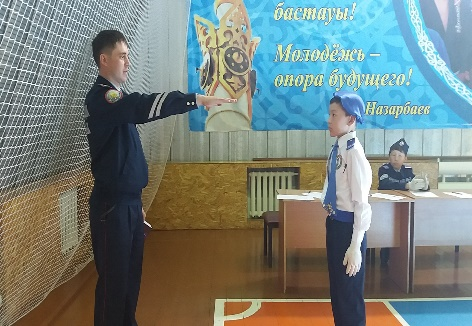 бастауы!
Молодёжь –
опора будущего!
Назарбаев